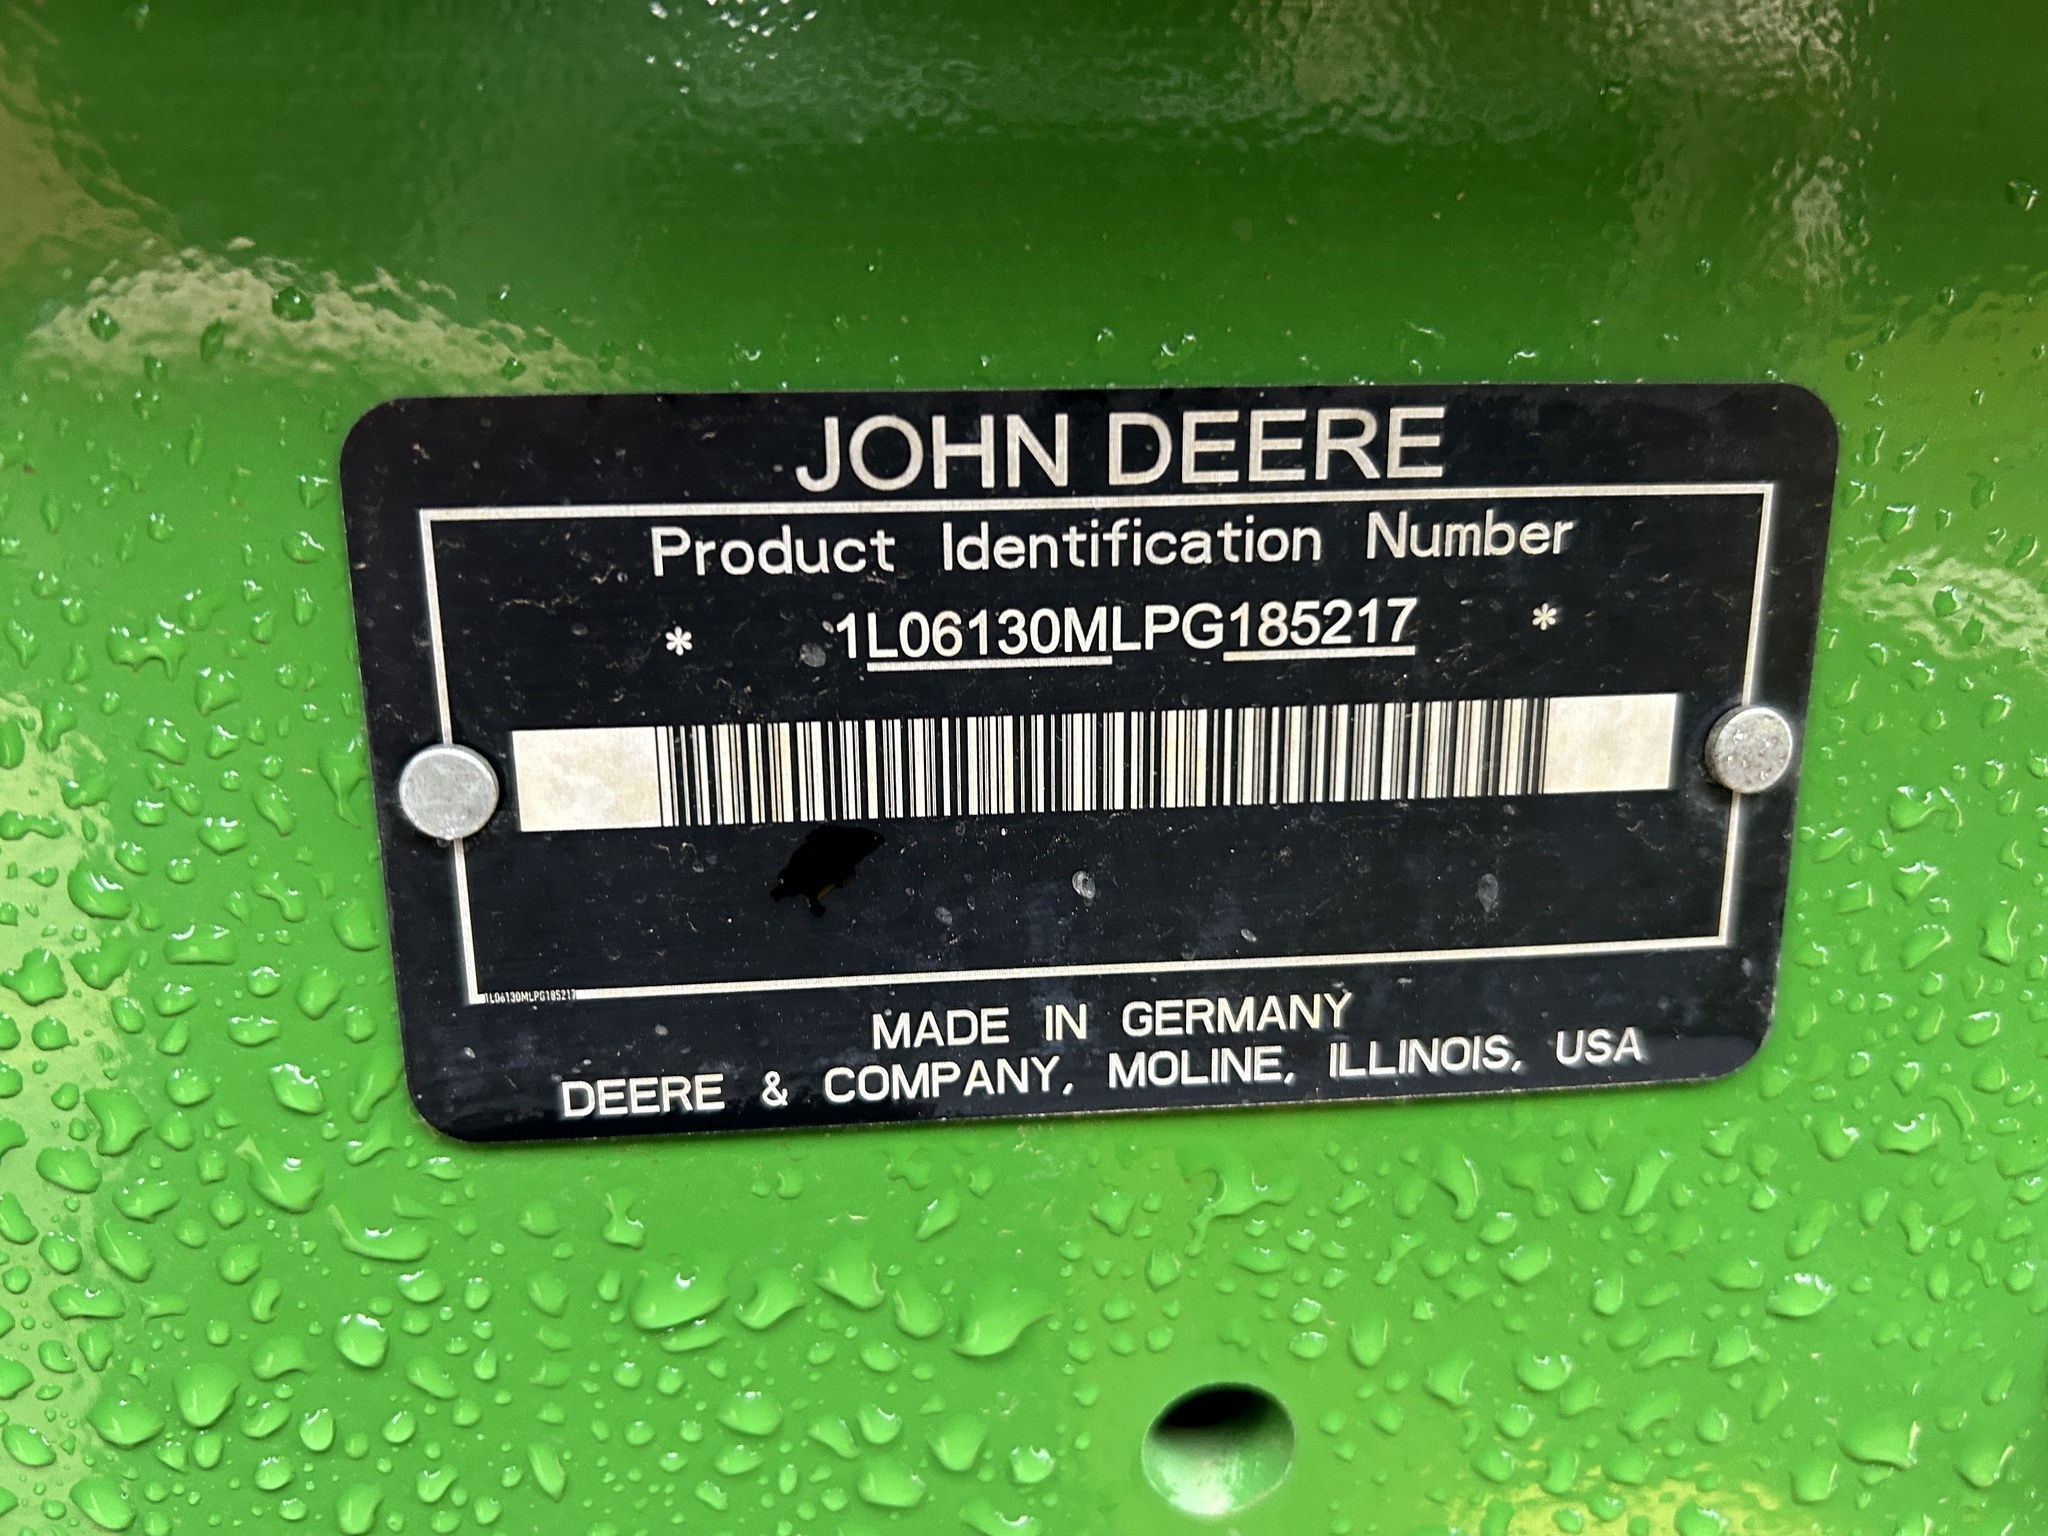 JOHN DEERE
Product Identification Number
* 1L06130MLPG185217 *
1L06130MLPG185217
MADE IN GERMANY
DEERE & COMPANY, MOLINE, ILLINOIS, USA